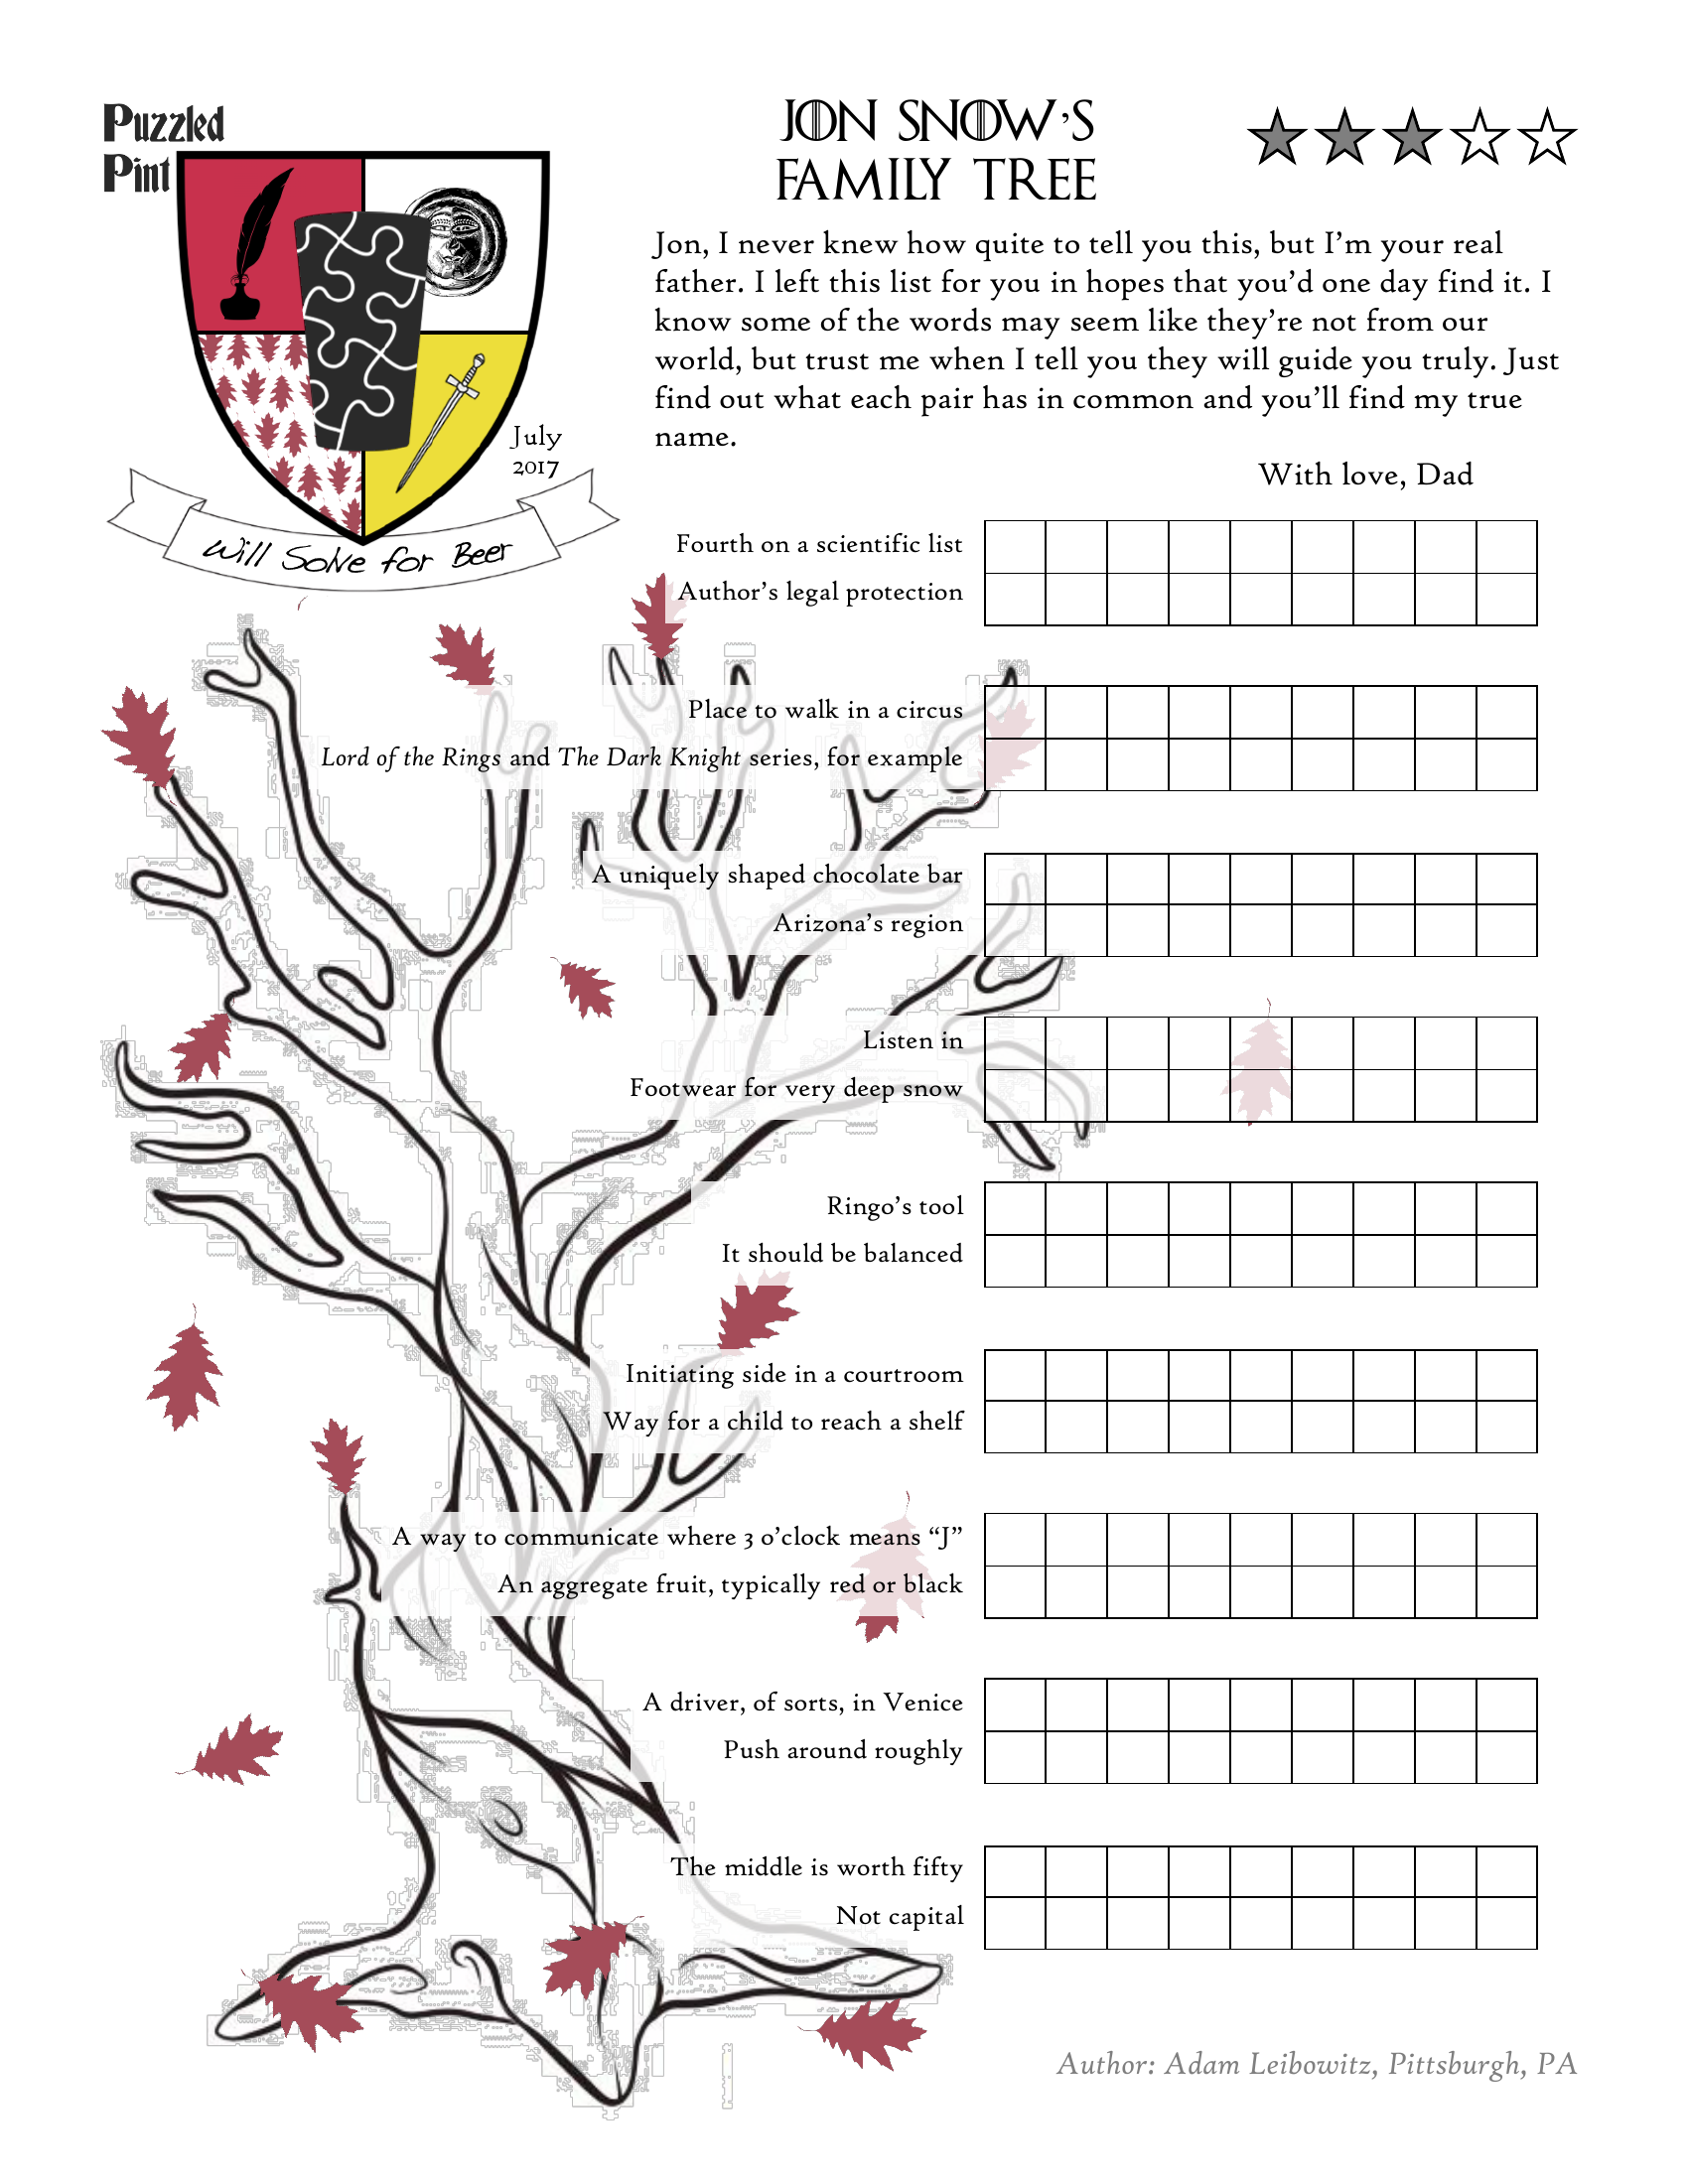 Puzzled
Pint
JON SNOW'S
FAMILY TREE
Jon, I never knew how quite to tell you this, but I'm your real
father. I left this list for you in hopes that you'd one day find it. I
know some of the words may seem like they're not from our
world, but trust me when I tell you they will guide you truly. Just
find out what each pair has in common and you'll find my true
name.
With love, Dad
July
2017
Will Solve for Beer
Fourth on a scientific list
Author's legal protection
Place to walk in a circus
Lord of the Rings and The Dark Knight series, for example
A uniquely shaped chocolate bar
Arizona's region
Listen in
Footwear for very deep snow
Ringo's tool
It should be balanced
Initiating side in a courtroom
Way for a child to reach a shelf
A way to communicate where 3 o'clock means “J”
An aggregate fruit, typically red or black
A driver, of sorts, in Venice
Push around roughly
The middle is worth fifty
Not capital
Author: Adam Leibowitz, Pittsburgh, PA